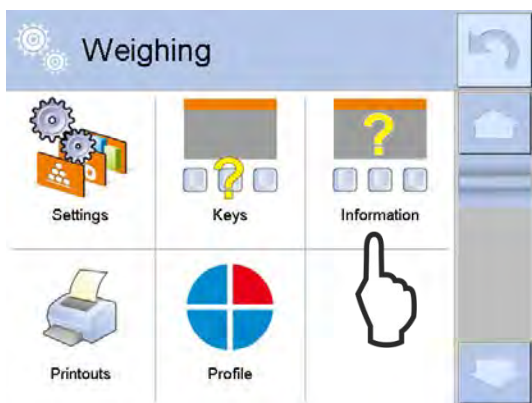 Weighing
Settings
Keys
Information
Printouts
Profile